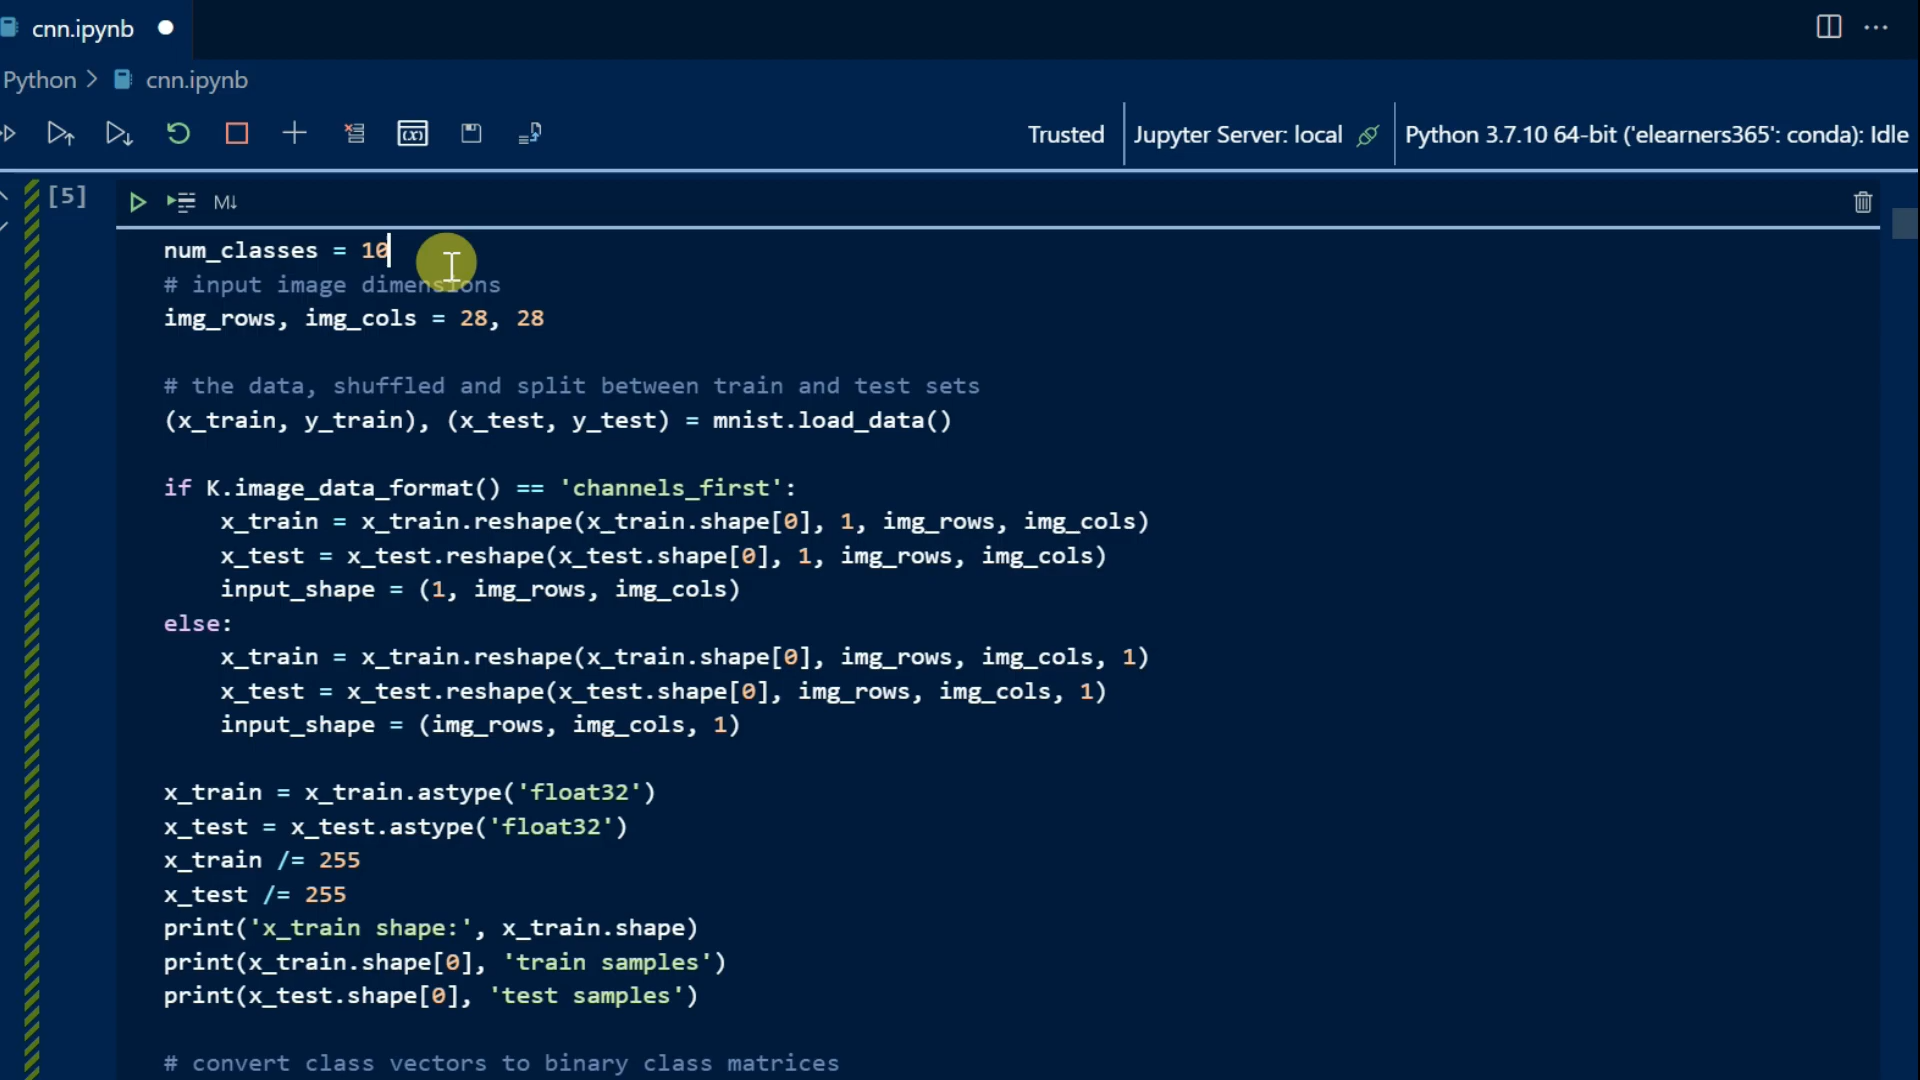 cnn.ipynb
Python > cnn.ipynb
Trusted
Jupyter Server: local
Python 3.7.10 64-bit ('elearners365': conda): Idle
[5]
M↓
num_classes = 10
# input image dimensions
img_rows, img_cols = 28, 28
# the data, shuffled and split between train and test sets
(x_train, y_train), (x_test, y_test) = mnist.load_data()
if K.image_data_format() == 'channels_first':
    x_train = x_train.reshape(x_train.shape[0], 1, img_rows, img_cols)
    x_test = x_test.reshape(x_test.shape[0], 1, img_rows, img_cols)
    input_shape = (1, img_rows, img_cols)
else:
    x_train = x_train.reshape(x_train.shape[0], img_rows, img_cols, 1)
    x_test = x_test.reshape(x_test.shape[0], img_rows, img_cols, 1)
    input_shape = (img_rows, img_cols, 1)
x_train = x_train.astype('float32')
x_test = x_test.astype('float32')
x_train /= 255
x_test /= 255
print('x_train shape:', x_train.shape)
print(x_train.shape[0], 'train samples')
print(x_test.shape[0], 'test samples')
# convert class vectors to binary class matrices